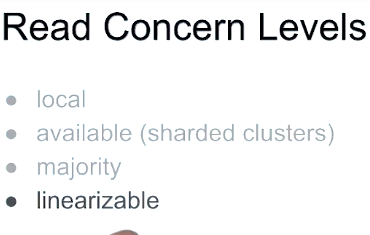 Read Concern Levels
● local
● available (sharded clusters)
● majority
● linearizable